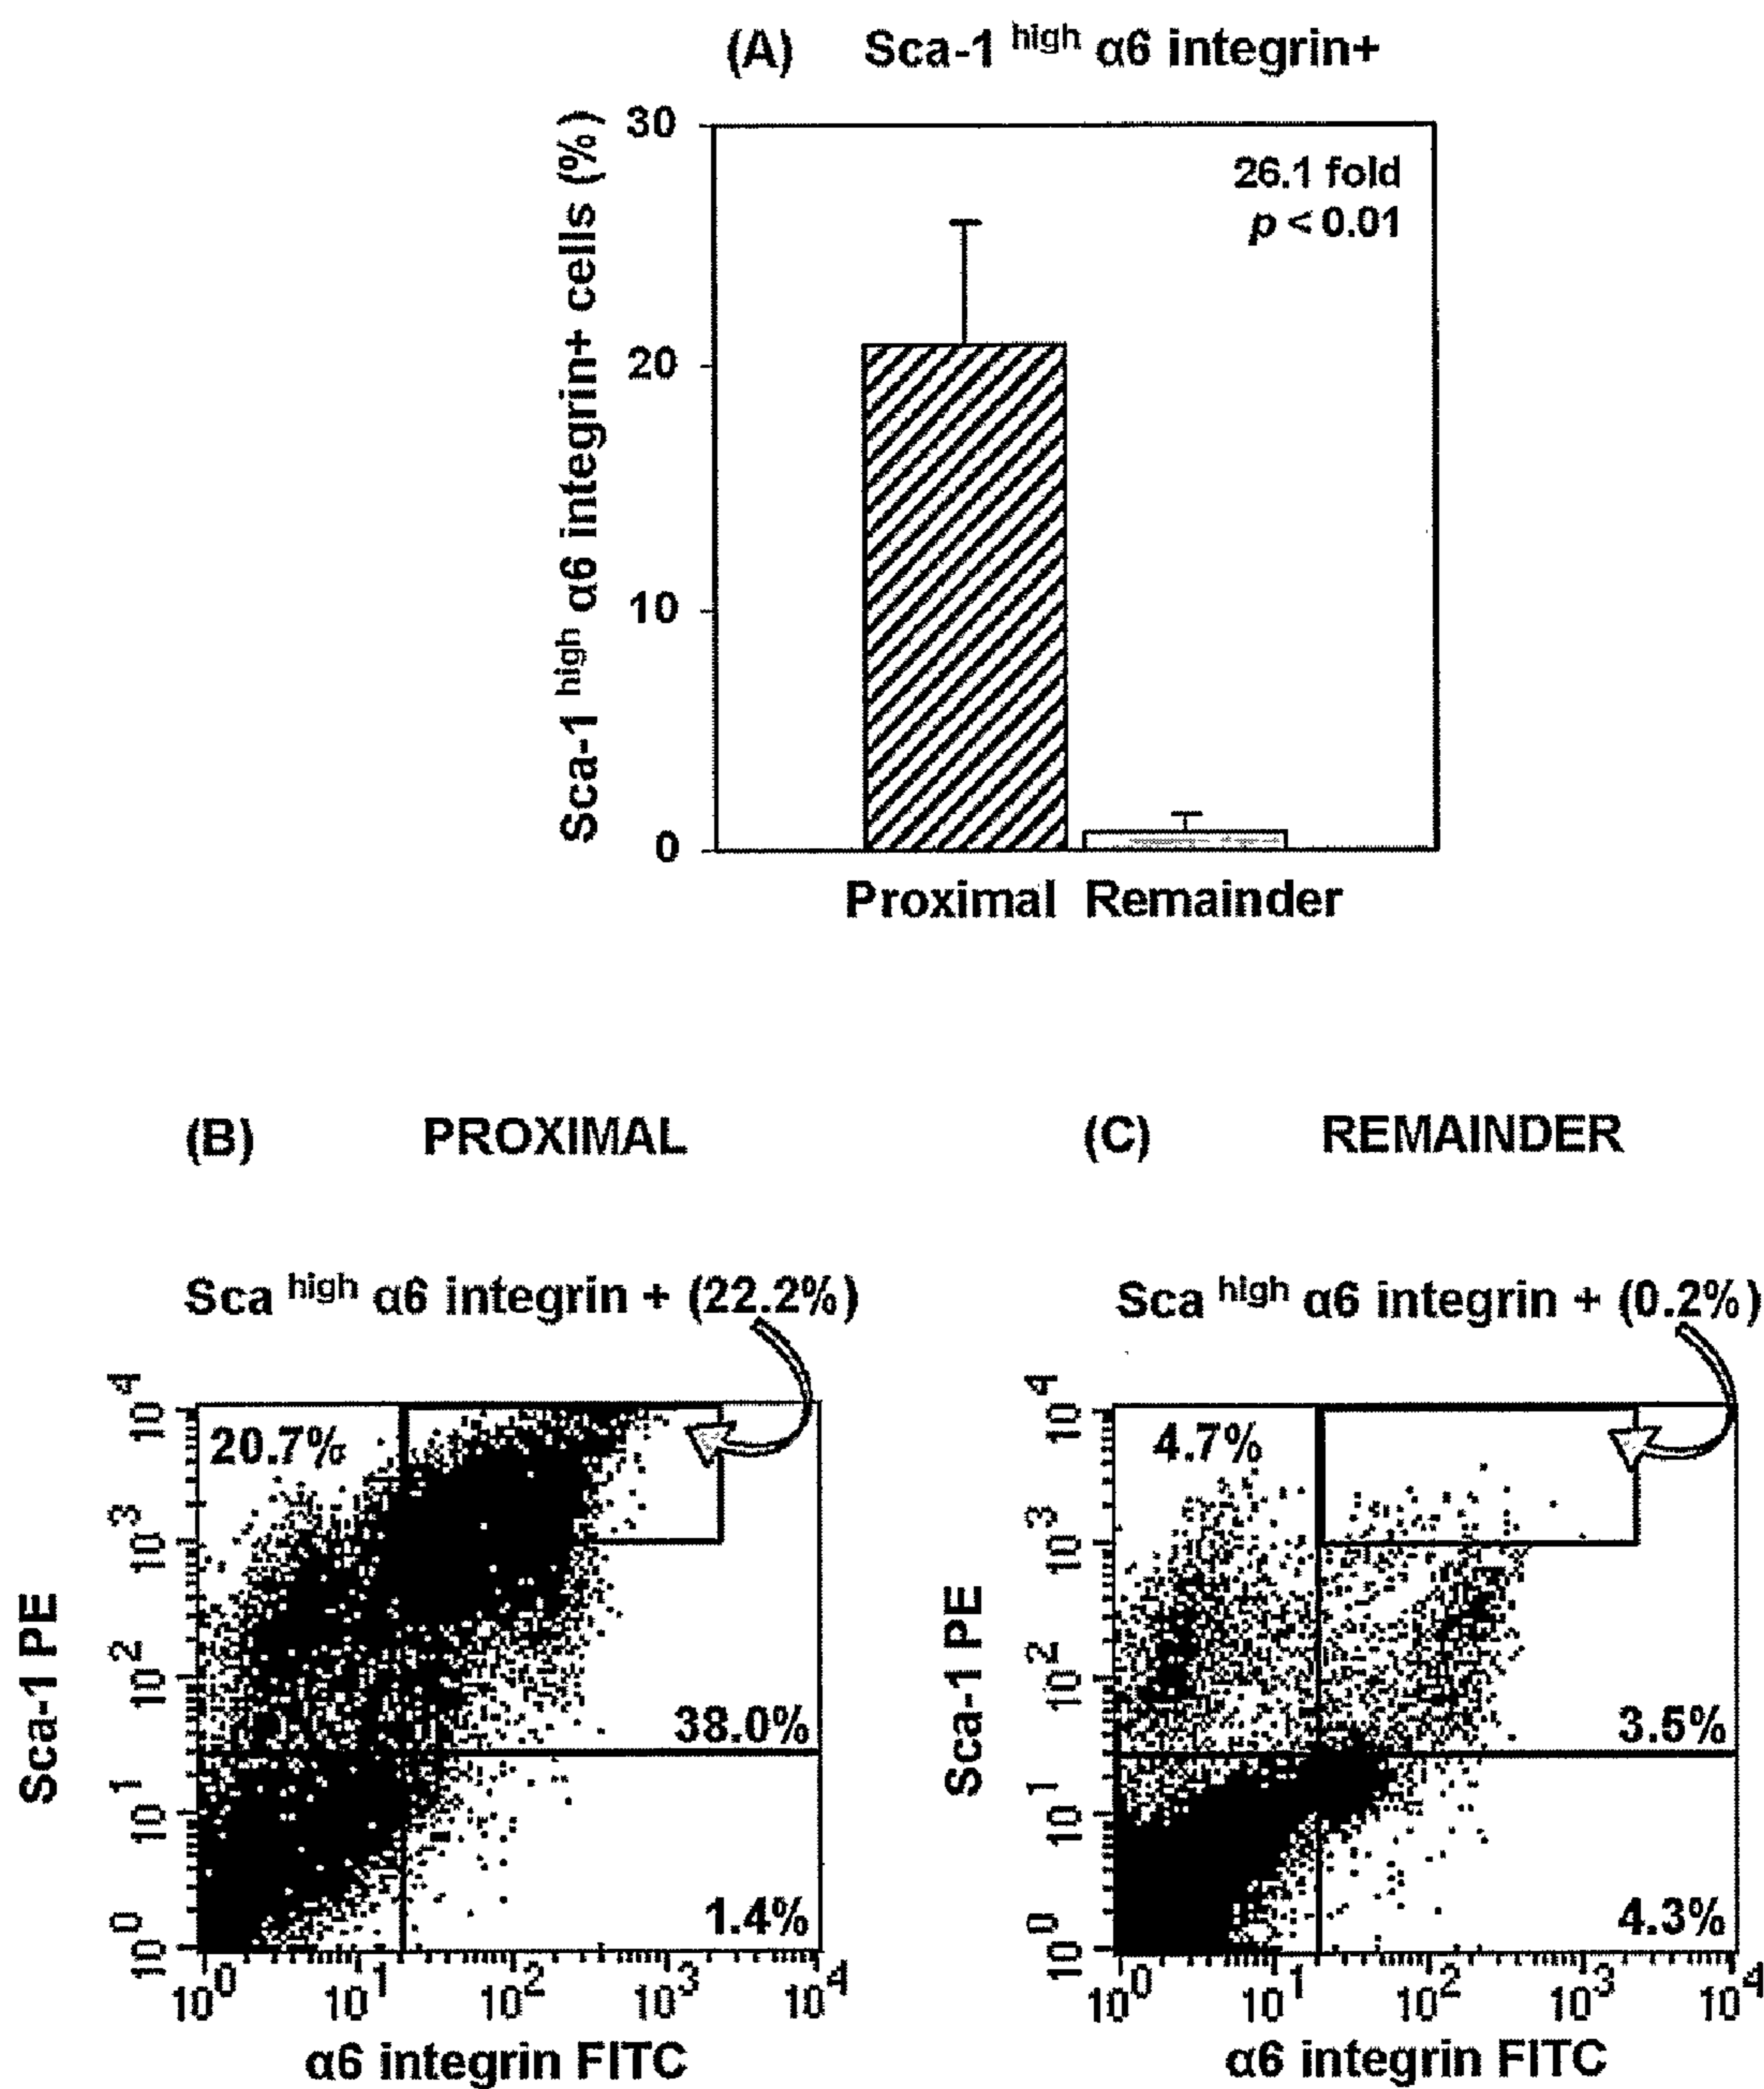 (A) Sca-1 high α6 integrin+
Sca-1 high α6 integrin+ cells (%)
30
20
10
0
26.1 fold
p < 0.01
Proximal Remainder
(B) PROXIMAL
Sca high α6 integrin + (22.2%)
Sca-1 PE
10^4
10^3
10^2
10^1
10^0
20.7%
38.0%
1.4%
10^0 10^1 10^2 10^3 10^4
α6 integrin FITC
(C) REMAINDER
Sca high α6 integrin + (0.2%)
Sca-1 PE
10^4
10^3
10^2
10^1
10^0
4.7%
3.5%
4.3%
10^0 10^1 10^2 10^3 10^4
α6 integrin FITC